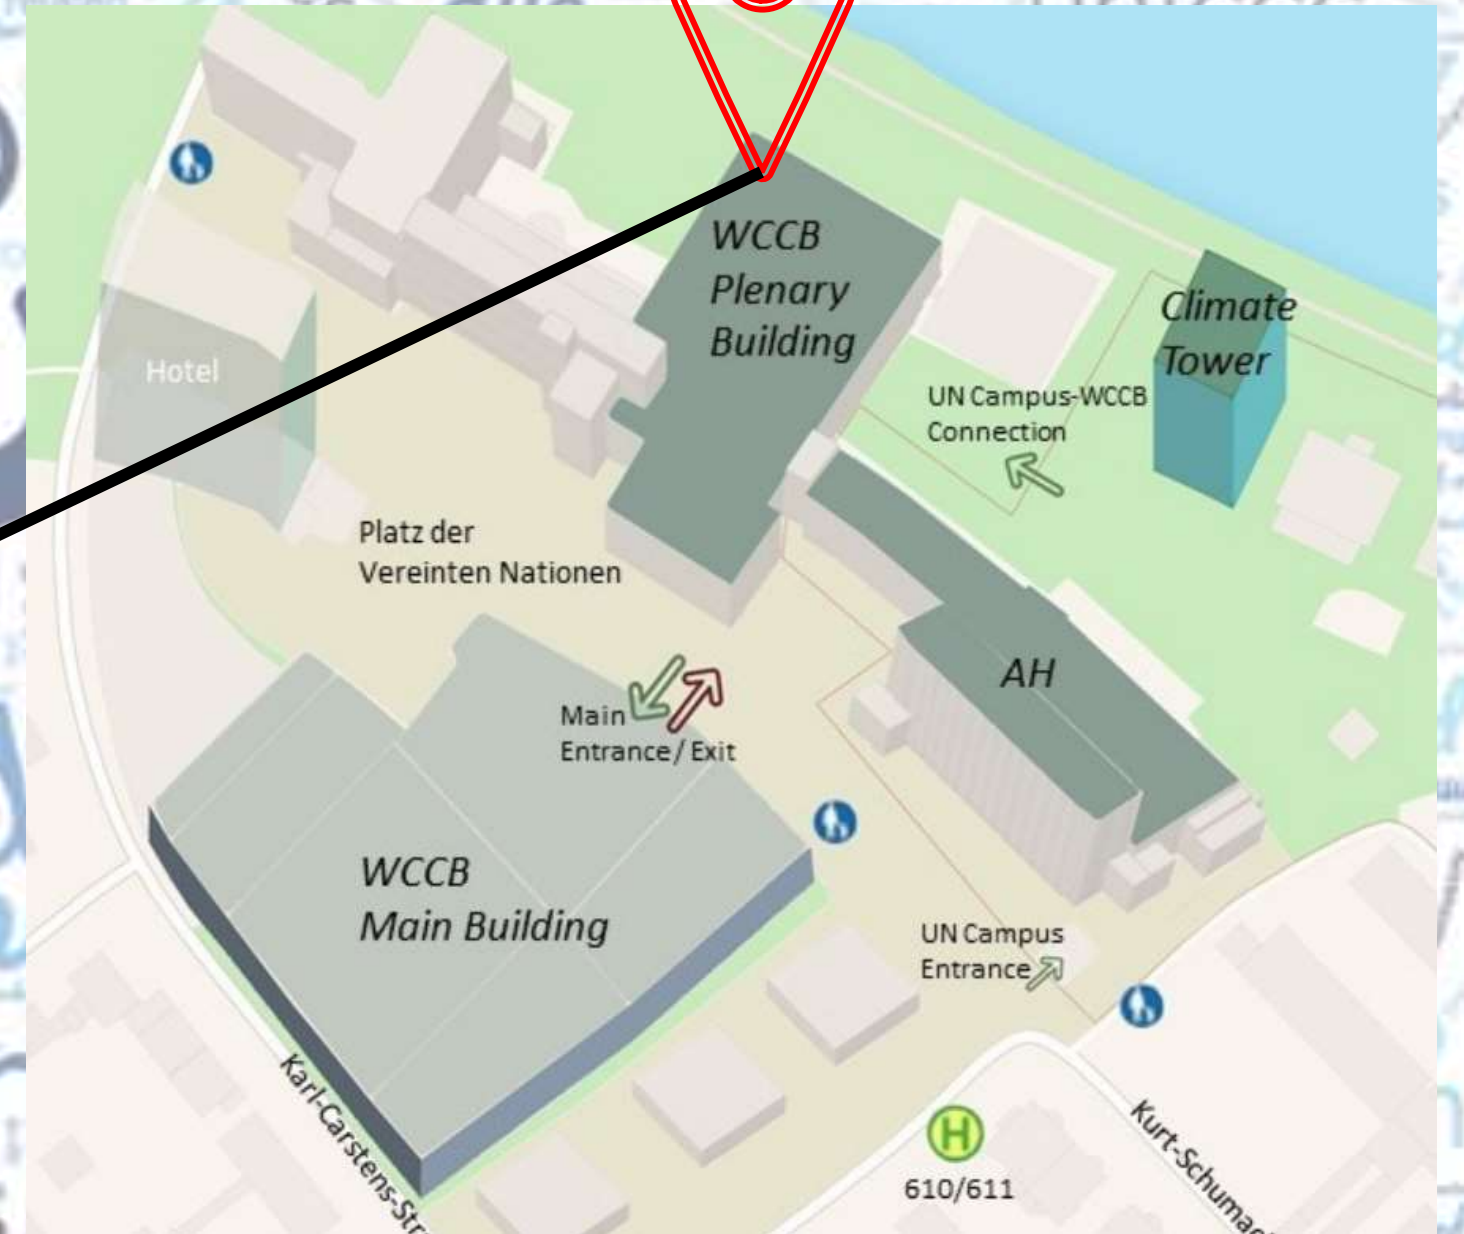 WCCB
Plenary
Building
Climate
Tower
Hotel
UN Campus-WCCB
Connection
Platz der
Vereinten Nationen
AH
Main
Entrance / Exit
WCCB
Main Building
UN Campus
Entrance
Karl-Carstens-Str
Kurt-Schumac
H
610/611